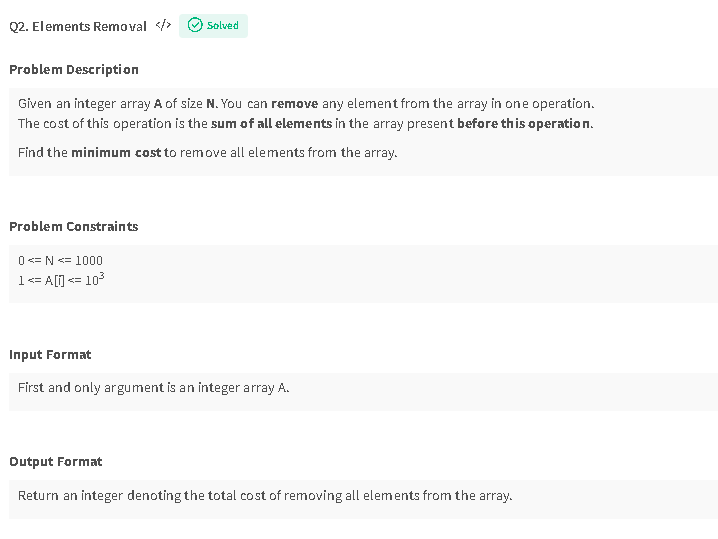 Q2. Elements Removal </> Solved
Problem Description
Given an integer array A of size N. You can remove any element from the array in one operation.
The cost of this operation is the sum of all elements in the array present before this operation.
Find the minimum cost to remove all elements from the array.
Problem Constraints
0 <= N <= 1000
1 <= A[i] <= 10³
Input Format
First and only argument is an integer array A.
Output Format
Return an integer denoting the total cost of removing all elements from the array.